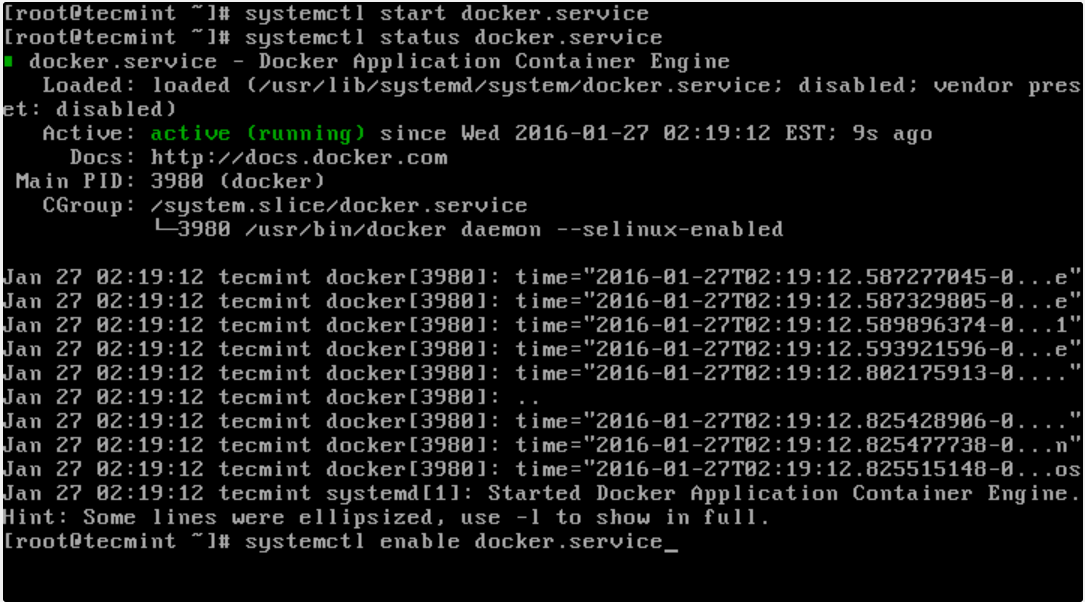 [root@tecmint ~]# systemctl start docker.service
[root@tecmint ~]# systemctl status docker.service
docker.service - Docker Application Container Engine
   Loaded: loaded (/usr/lib/systemd/system/docker.service; disabled; vendor pres
et: disabled)
   Active: active (running) since Wed 2016-01-27 02:19:12 EST; 9s ago
     Docs: http://docs.docker.com
 Main PID: 3980 (docker)
   CGroup: /system.slice/docker.service
           └─3980 /usr/bin/docker daemon --selinux-enabled
Jan 27 02:19:12 tecmint docker[3980]: time="2016-01-27T02:19:12.587277045-0...e"
Jan 27 02:19:12 tecmint docker[3980]: time="2016-01-27T02:19:12.587329805-0...e"
Jan 27 02:19:12 tecmint docker[3980]: time="2016-01-27T02:19:12.589896374-0...1"
Jan 27 02:19:12 tecmint docker[3980]: time="2016-01-27T02:19:12.593921596-0...e"
Jan 27 02:19:12 tecmint docker[3980]: time="2016-01-27T02:19:12.802175913-0...."
Jan 27 02:19:12 tecmint docker[3980]: ..
Jan 27 02:19:12 tecmint docker[3980]: time="2016-01-27T02:19:12.825428906-0...."
Jan 27 02:19:12 tecmint docker[3980]: time="2016-01-27T02:19:12.825477738-0...n"
Jan 27 02:19:12 tecmint docker[3980]: time="2016-01-27T02:19:12.825515148-0...os
Jan 27 02:19:12 tecmint systemd[1]: Started Docker Application Container Engine.
Hint: Some lines were ellipsized, use -l to show in full.
[root@tecmint ~]# systemctl enable docker.service_